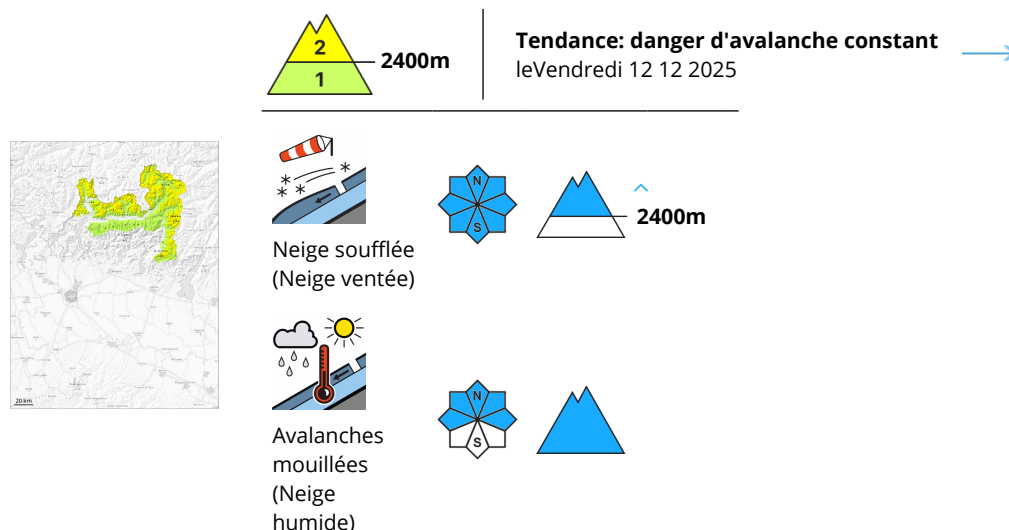 2
1
2400m
Tendance: danger d'avalanche constant
leVendredi 12 12 2025
20 km
N
S
2400m
Neige soufflée
(Neige ventée)
N
S
Avalanches
mouillées
(Neige
humide)